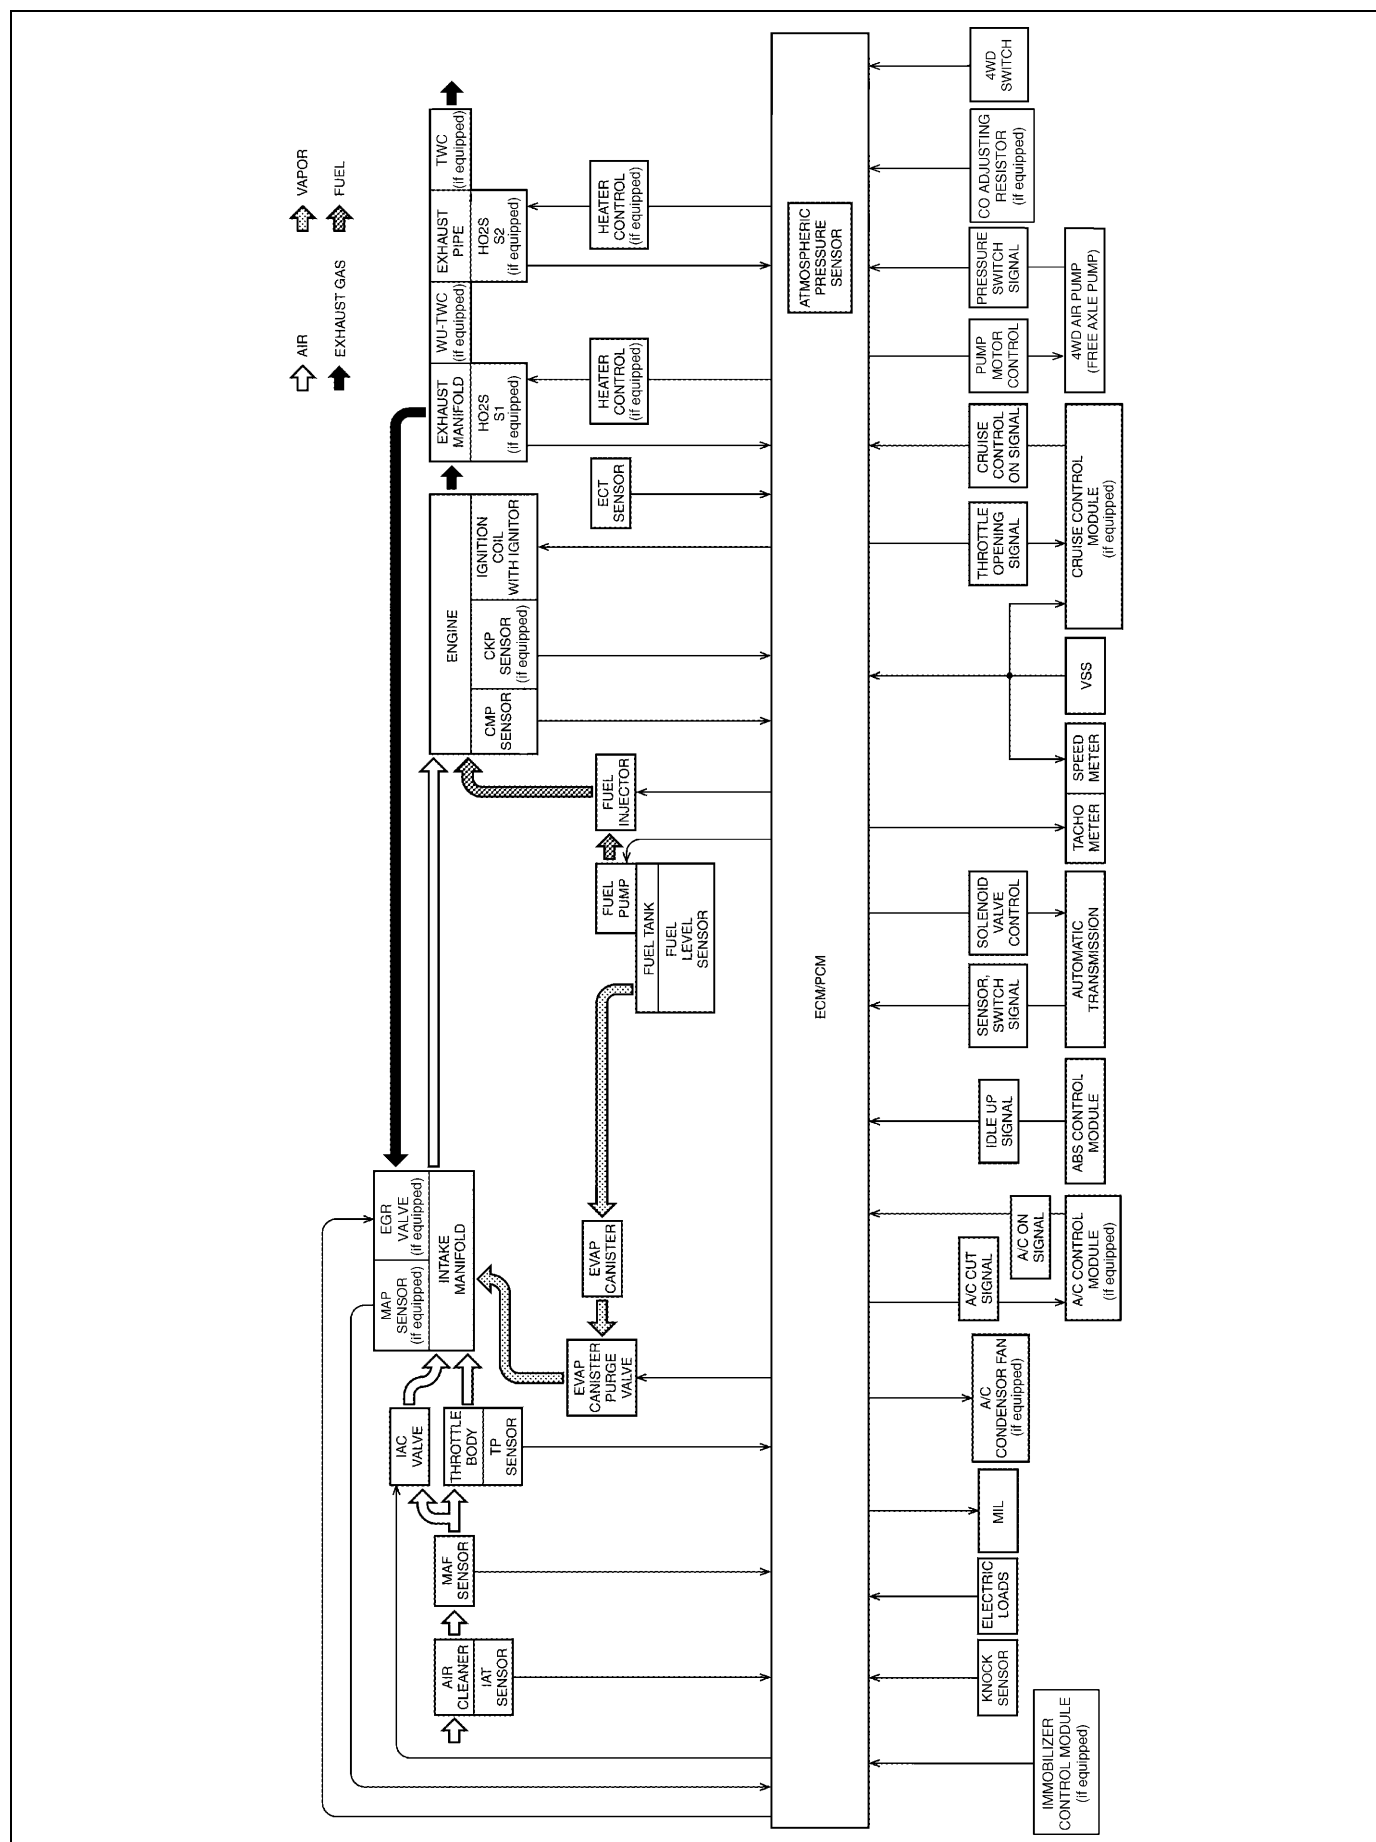 AIR
VAPOR
EXHAUST GAS
FUEL
AIR
CLEANER
IAT
SENSOR
MAF
SENSOR
IAC
VALVE
THROTTLE
BODY
TP
SENSOR
MAP
SENSOR
(if equipped)
EGR
VALVE
(if equipped)
INTAKE
MANIFOLD
EVAP
CANISTER
PURGE
VALVE
EVAP
CANISTER
FUEL
PUMP
FUEL TANK
FUEL
LEVEL
SENSOR
FUEL
INJECTOR
ENGINE
CMP
SENSOR
CKP
SENSOR
(if equipped)
IGNITION
COIL
WITH IGNITOR
ECT
SENSOR
EXHAUST
MANIFOLD
HO2S
S1
(if equipped)
WU-TWC
(if equipped)
EXHAUST
PIPE
HO2S
S2
(if equipped)
TWC
(if equipped)
HEATER
CONTROL
(if equipped)
HEATER
CONTROL
(if equipped)
ECM/PCM
ATMOSPHERIC
PRESSURE
SENSOR
IMMOBILIZER
CONTROL MODULE
(if equipped)
KNOCK
SENSOR
ELECTRIC
LOADS
MIL
A/C
CONDENSOR FAN
(if equipped)
A/C CUT
SIGNAL
A/C ON
SIGNAL
A/C CONTROL
MODULE
(if equipped)
IDLE UP
SIGNAL
ABS CONTROL
MODULE
SENSOR,
SWITCH
SIGNAL
SOLENOID
VALVE
CONTROL
AUTOMATIC
TRANSMISSION
TACHO
METER
SPEED
METER
VSS
THROTTLE
OPENING
SIGNAL
CRUISE
CONTROL
ON SIGNAL
CRUISE CONTROL
MODULE
(if equipped)
PUMP
MOTOR
CONTROL
PRESSURE
SWITCH
SIGNAL
4WD AIR PUMP
(FREE AXLE PUMP)
CO ADJUSTING
RESISTOR
(if equipped)
4WD
SWITCH